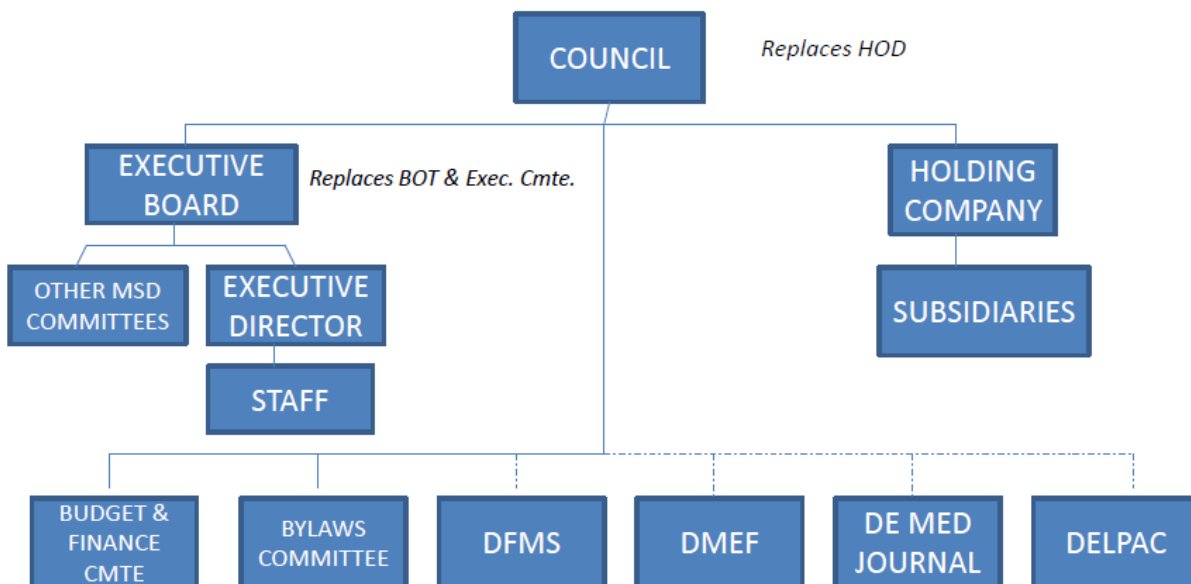 COUNCIL
Replaces HOD
EXECUTIVE
BOARD
Replaces BOT & Exec. Cmte.
HOLDING
COMPANY
OTHER MSD
COMMITTEES
EXECUTIVE
DIRECTOR
SUBSIDIARIES
STAFF
BUDGET &
FINANCE
CMTE
BYLAWS
COMMITTEE
DFMS
DMEF
DE MED
JOURNAL
DELPAC